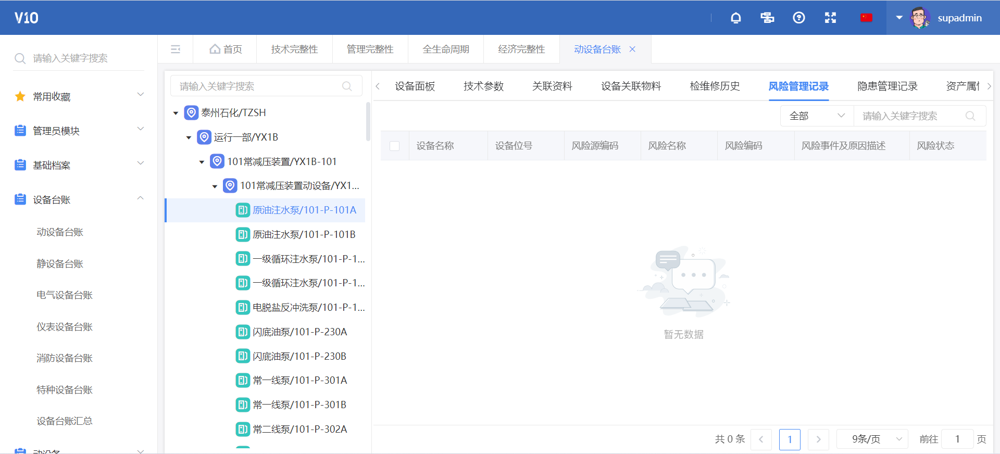 V10
supadmin
请输入关键字搜索
常用收藏
管理员模块
基础档案
设备台账
动设备台账
静设备台账
电气设备台账
仪表设备台账
消防设备台账
特种设备台账
设备台账汇总
动设备
首页
技术完整性
管理完整性
全生命周期
经济完整性
动设备台账
请输入关键字搜索
泰州石化/TZSH
运行一部/YX1B
101常减压装置/YX1B-101
101常减压装置动设备/YX1...
原油注水泵/101-P-101A
原油注水泵/101-P-101B
一级循环注水泵/101-P-1...
一级循环注水泵/101-P-1...
电脱盐反冲洗泵/101-P-1...
闪底油泵/101-P-230A
闪底油泵/101-P-230B
常一线泵/101-P-301A
常一线泵/101-P-301B
常二线泵/101-P-302A
设备面板
技术参数
关联资料
设备关联物料
检维修历史
风险管理记录
隐患管理记录
资产属
全部
请输入关键字搜索
设备名称
设备位号
风险源编码
风险名称
风险编码
风险事件及原因描述
风险状态
暂无数据
共 0 条
1
9条/页
前往
1
页